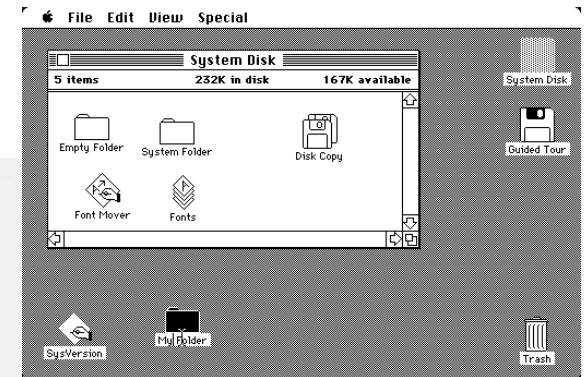 File Edit View Special
System Disk
5 items 232K in disk 167K available
System Disk
Empty Folder System Folder Disk Copy
Guided Tour
Font Mover Fonts
SysVersion My Folder Trash